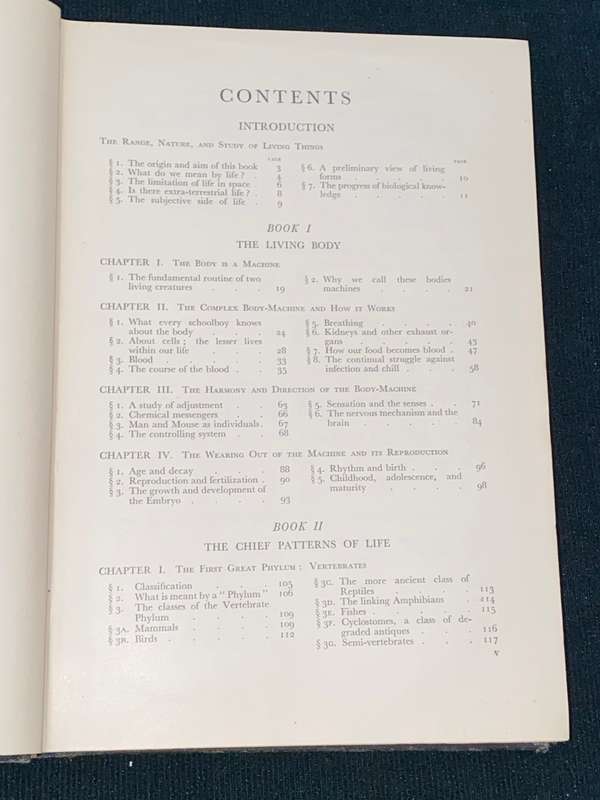 CONTENTS
INTRODUCTION
THE RANGE, NATURE, AND STUDY OF LIVING THINGS
PAGE
§ 1. The origin and aim of this book 3
§ 2. What do we mean by life? . 4
§ 3. The limitation of life in space . 6
§ 4. Is there extra-terrestrial life? . 8
§ 5. The subjective side of life . 9
PAGE
§ 6. A preliminary view of living
forms . . . . . 10
§ 7. The progress of biological know-
ledge . . . . . 11
BOOK I
THE LIVING BODY
CHAPTER I. THE BODY IS A MACHINE
§ 1. The fundamental routine of two
living creatures . . . 19
§ 2. Why we call these bodies
machines . . . . 21
CHAPTER II. THE COMPLEX BODY-MACHINE AND HOW IT WORKS
§ 1. What every schoolboy knows
about the body . . . 24
§ 2. About cells; the lesser lives
within our life . . . 28
§ 3. Blood . . . . 33
§ 4. The course of the blood . . 35
§ 5. Breathing . . . . 40
§ 6. Kidneys and other exhaust or-
gans . . . . . 43
§ 7. How our food becomes blood . 47
§ 8. The continual struggle against
infection and chill . . . 58
CHAPTER III. THE HARMONY AND DIRECTION OF THE BODY-MACHINE
§ 1. A study of adjustment . . 63
§ 2. Chemical messengers . . 66
§ 3. Man and Mouse as individuals . 67
§ 4. The controlling system . . 68
§ 5. Sensation and the senses . . 71
§ 6. The nervous mechanism and the
brain . . . . . 84
CHAPTER IV. THE WEARING OUT OF THE MACHINE AND ITS REPRODUCTION
§ 1. Age and decay . . . 88
§ 2. Reproduction and fertilization . 90
§ 3. The growth and development of
the Embryo . . . . 93
§ 4. Rhythm and birth . . . 96
§ 5. Childhood, adolescence, and
maturity . . . . 98
BOOK II
THE CHIEF PATTERNS OF LIFE
CHAPTER I. THE FIRST GREAT PHYLUM: VERTEBRATES
§ 1. Classification . . . 105
§ 2. What is meant by a "Phylum" 106
§ 3. The classes of the Vertebrate
Phylum . . . . 109
§ 3A. Mammals . . . . 109
§ 3B. Birds . . . . . 112
§ 3C. The more ancient class of
Reptiles . . . . 113
§ 3D. The linking Amphibians . . 114
§ 3E. Fishes . . . . . 115
§ 3F. Cyclostomes, a class of de-
graded antiques . . . 116
§ 3G. Semi-vertebrates . . . 117
v